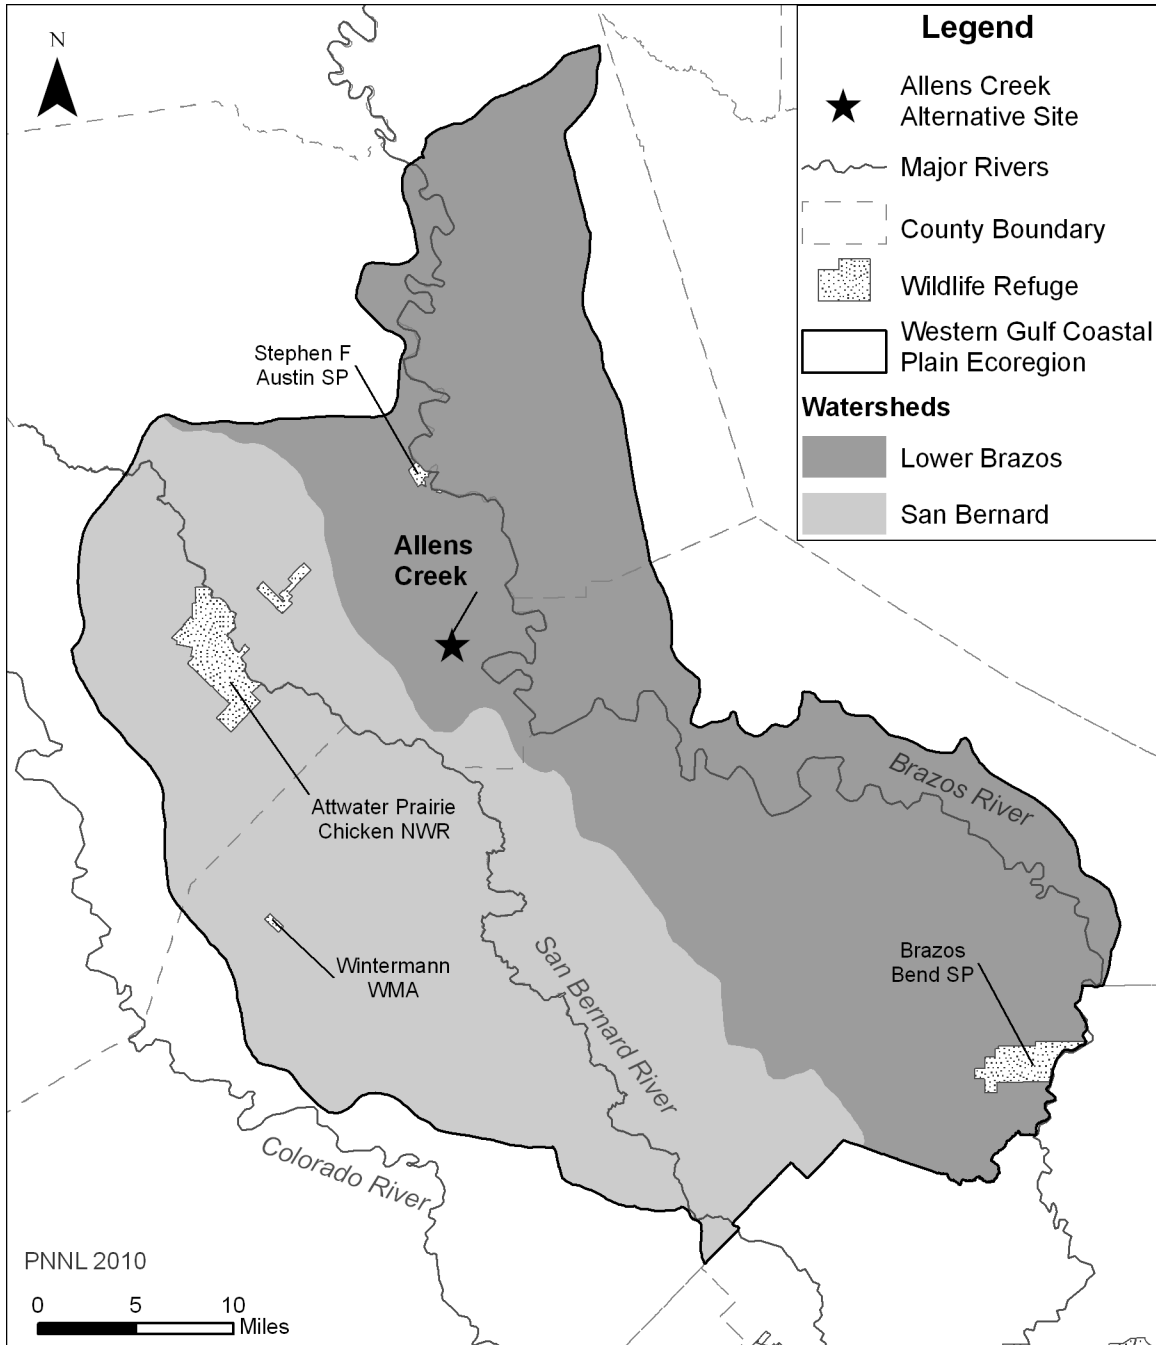 N
Legend
Allens Creek
Alternative Site
Major Rivers
County Boundary
Wildlife Refuge
Western Gulf Coastal
Plain Ecoregion
Watersheds
Lower Brazos
San Bernard
Stephen F
Austin SP
Allens
Creek
Attwater Prairie
Chicken NWR
Brazos River
Wintermann
WMA
San Bernard River
Brazos
Bend SP
Colorado River
PNNL 2010
0 5 10
Miles